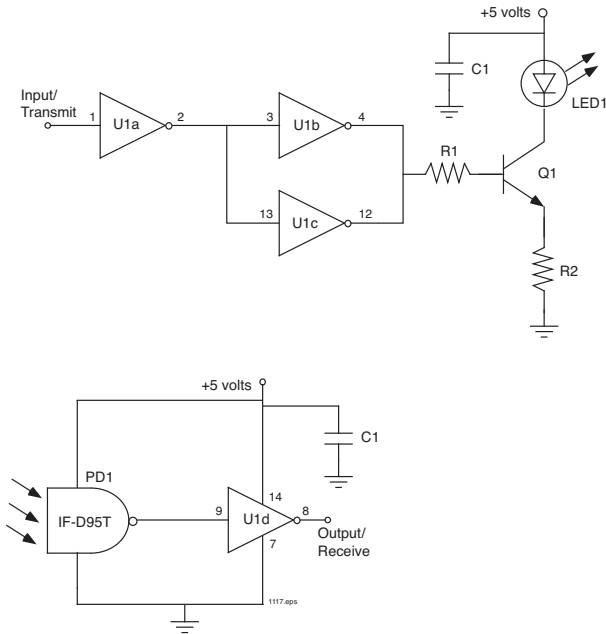 +5 volts
C1
LED1
Input/
Transmit
1
U1a
2
3
U1b
4
R1
Q1
13
U1c
12
R2
+5 volts
C1
PD1
IF-D95T
9
U1d
14
8
7
Output/
Receive
1117.eps